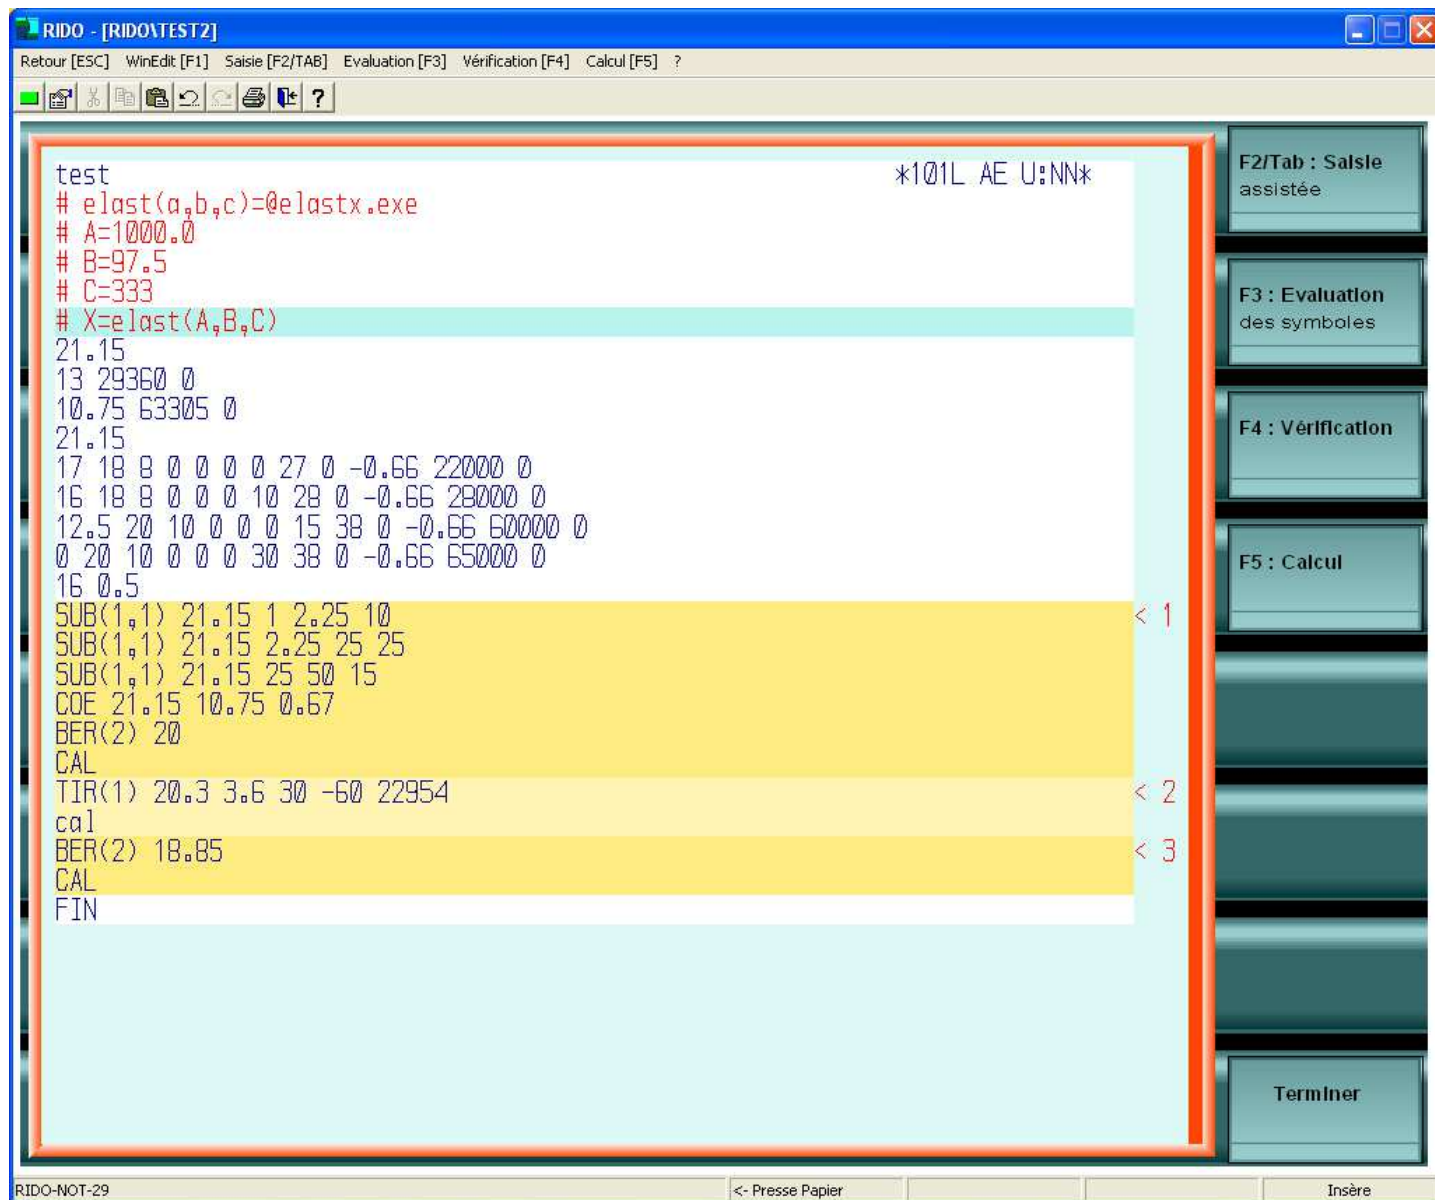 RIDO - [RIDO\TEST2]
Retour [ESC] WinEdit [F1] Saisie [F2/TAB] Evaluation [F3] Vérification [F4] Calcul [F5] ?
test *101L AE U:NN*
# elast(a,b,c)=@elastx.exe
# A=1000.0
# B=97.5
# C=333
# X=elast(A,B,C)
21.15
13 29360 0
10.75 63305 0
21.15
17 18 8 0 0 0 0 27 0 -0.66 22000 0
16 18 8 0 0 0 10 28 0 -0.66 28000 0
12.5 20 10 0 0 0 15 38 0 -0.66 60000 0
0 20 10 0 0 0 30 38 0 -0.66 65000 0
16 0.5
SUB(1,1) 21.15 1 2.25 10 < 1
SUB(1,1) 21.15 2.25 25 25
SUB(1,1) 21.15 25 50 15
COE 21.15 10.75 0.67
BER(2) 20
CAL
TIR(1) 20.3 3.6 30 -60 22954 < 2
cal
BER(2) 18.85 < 3
CAL
FIN
F2/Tab : Saisie
assistée
F3 : Evaluation
des symboles
F4 : Vérification
F5 : Calcul
Terminer
RIDO-NOT-29 <- Presse Papier Insère